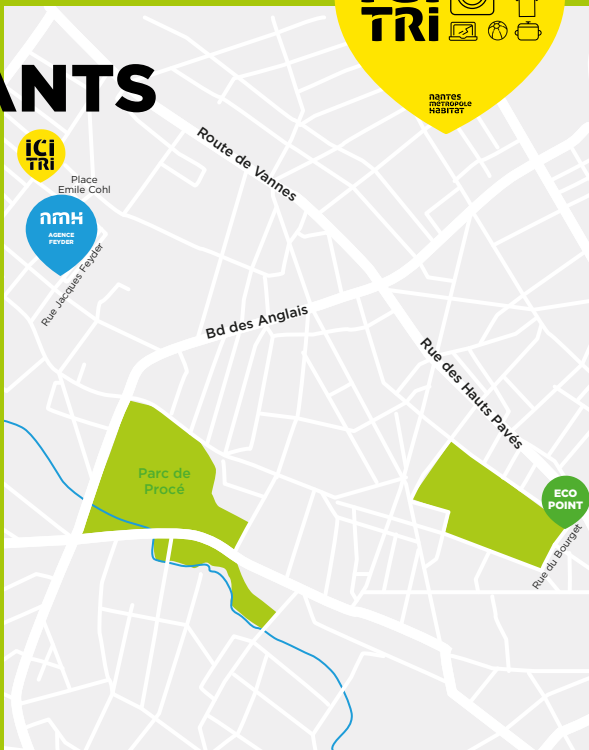 TRi
nantes
métropole
habitat
ANTS
iCi
TRi
Place
Emile Cohl
nmH
AGENCE
FEYDER
Rue Jacques Feyder
Route de Vannes
Bd des Anglais
Rue des Hauts Pavés
Parc de
Procé
ECO
POINT
Rue du Bourget